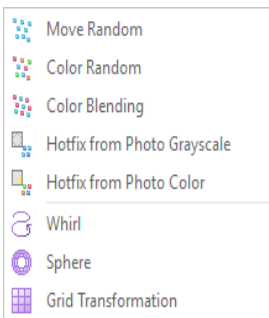 Move Random
Color Random
Color Blending
Hotfix from Photo Grayscale
Hotfix from Photo Color
Whirl
Sphere
Grid Transformation